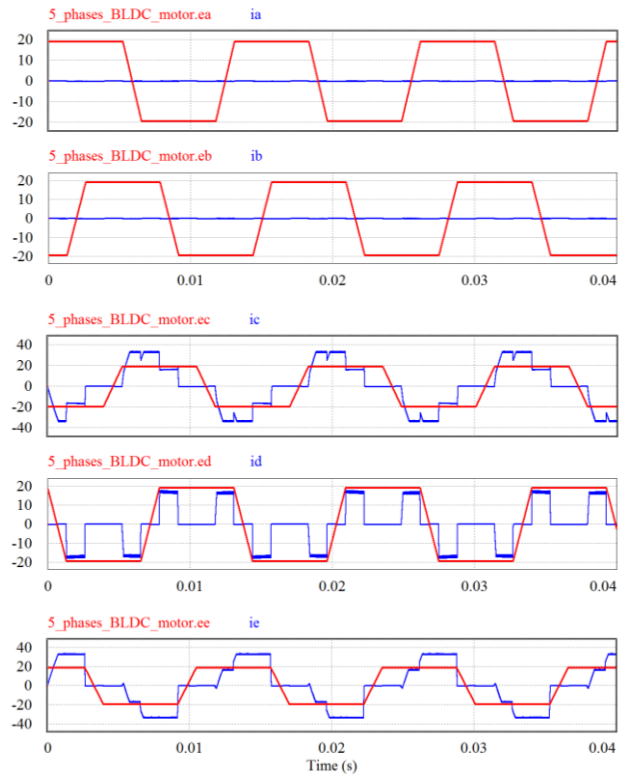 5_phases_BLDC_motor.ea ia
20
10
0
-10
-20
5_phases_BLDC_motor.eb ib
20
10
0
-10
-20
0 0.01 0.02 0.03 0.04
5_phases_BLDC_motor.ec ic
40
20
0
-20
-40
5_phases_BLDC_motor.ed id
20
10
0
-10
-20
0 0.01 0.02 0.03 0.04
5_phases_BLDC_motor.ee ie
40
20
0
-20
-40
0 0.01 0.02 0.03 0.04
Time (s)